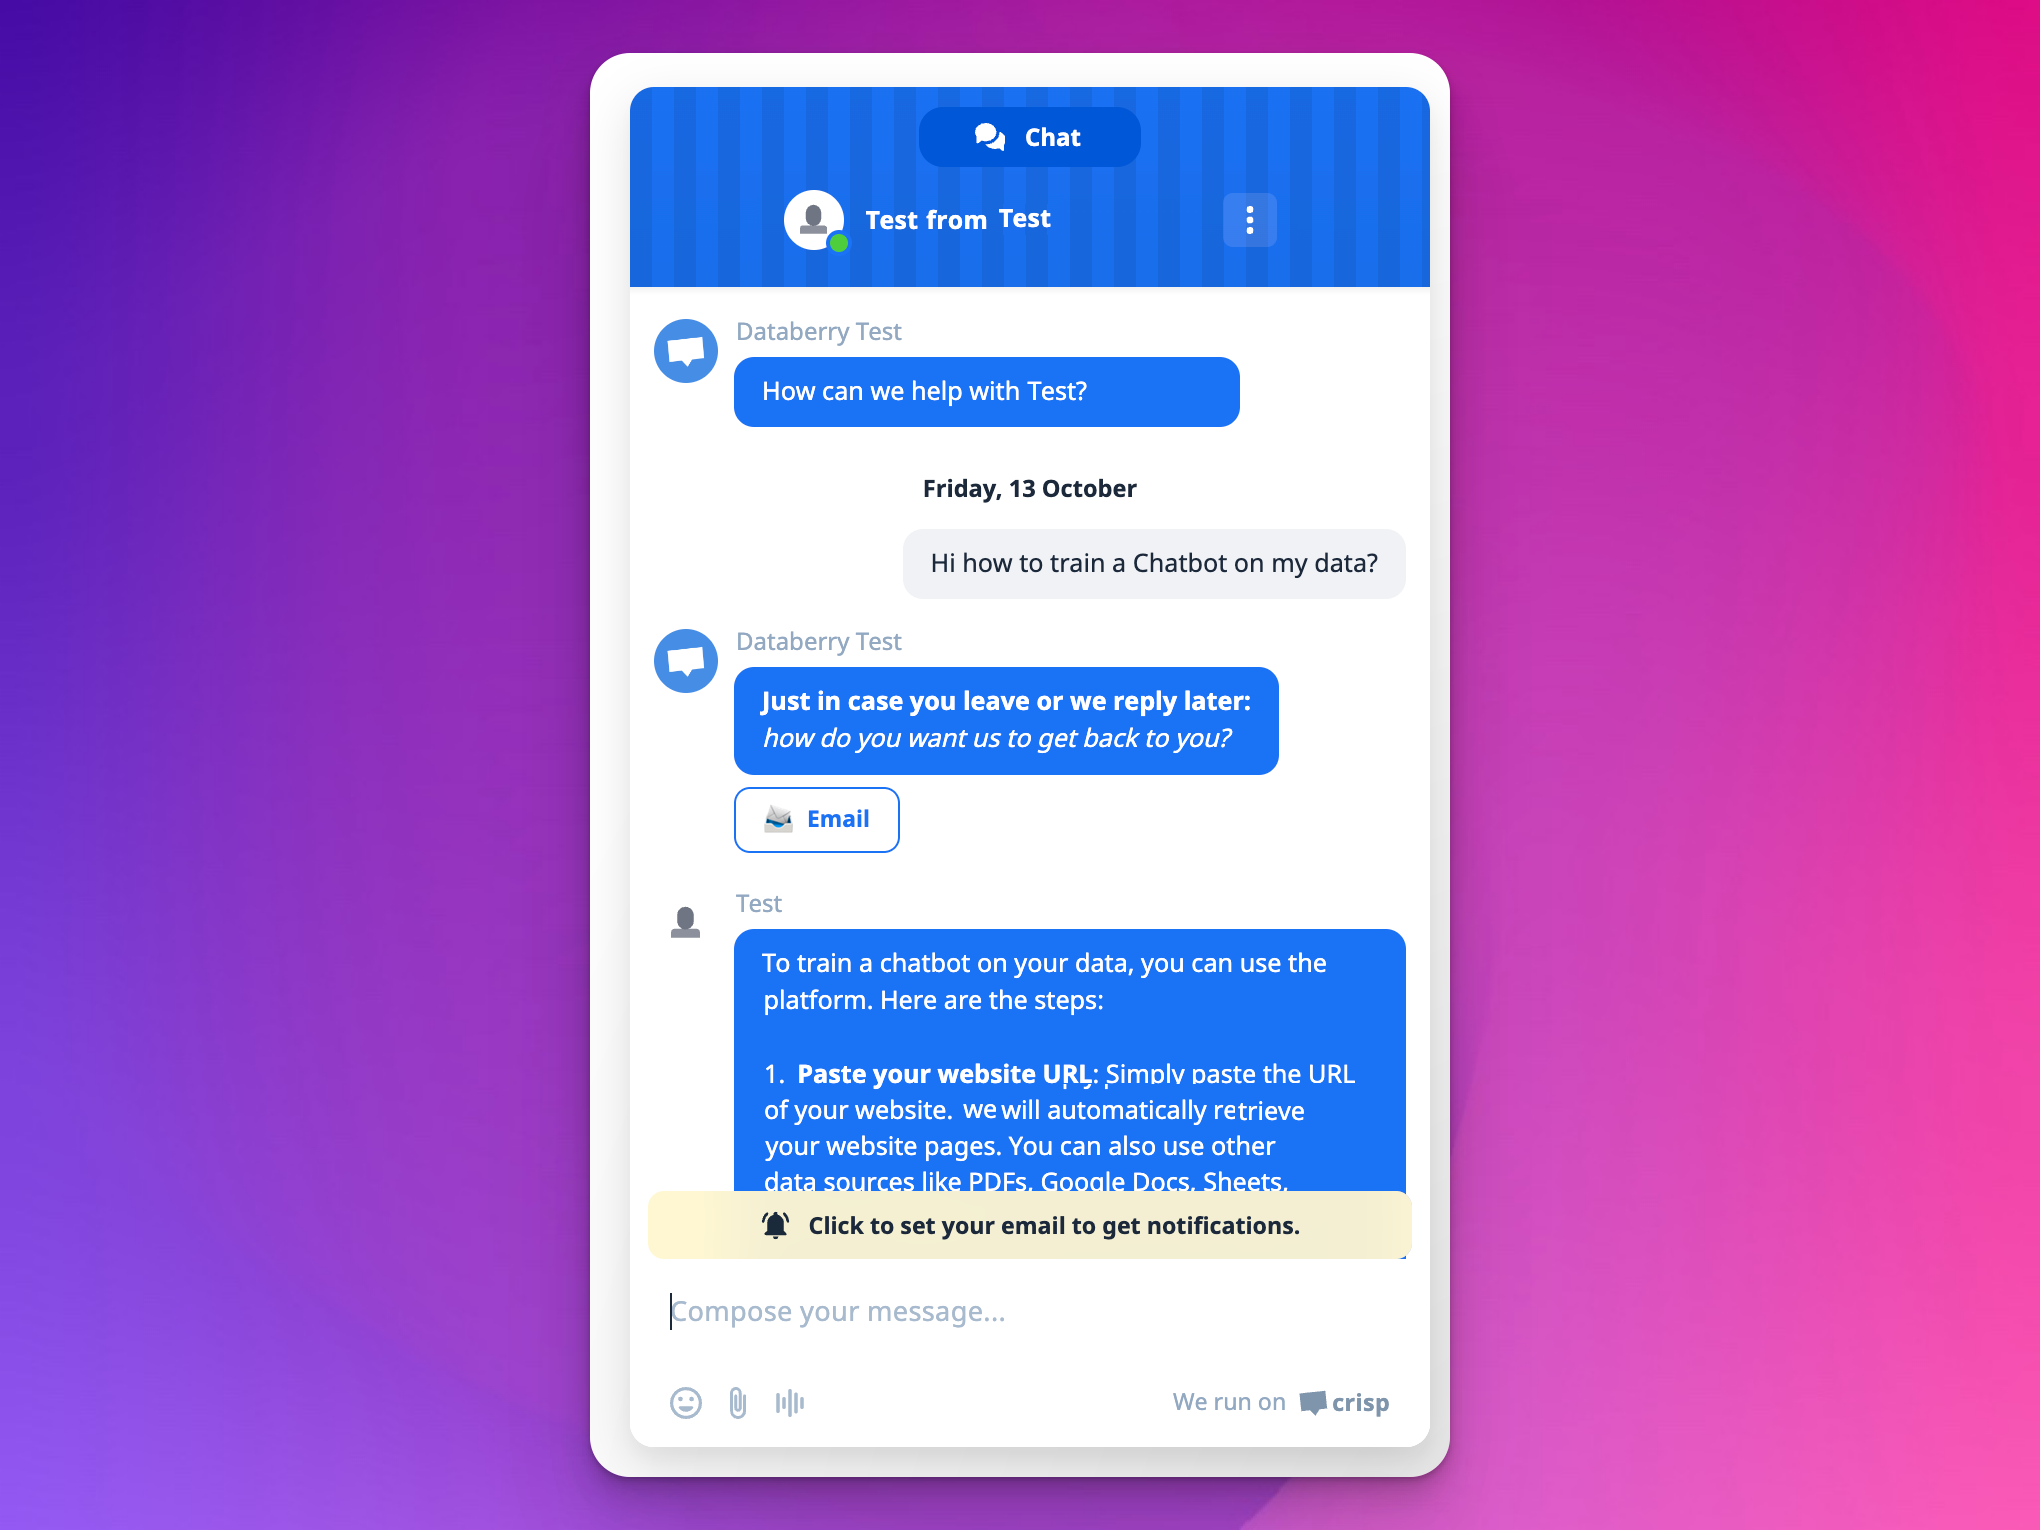 Chat
Test from Test
Databerry Test
How can we help with Test?
Friday, 13 October
Hi how to train a Chatbot on my data?
Databerry Test
Just in case you leave or we reply later:
how do you want us to get back to you?
Email
Test
To train a chatbot on your data, you can use the
platform. Here are the steps:
1. Paste your website URL: Simply paste the URL
of your website. we will automatically retrieve
your website pages. You can also use other
data sources like PDFs, Google Docs, Sheets,
Click to set your email to get notifications.
Compose your message...
We run on crisp